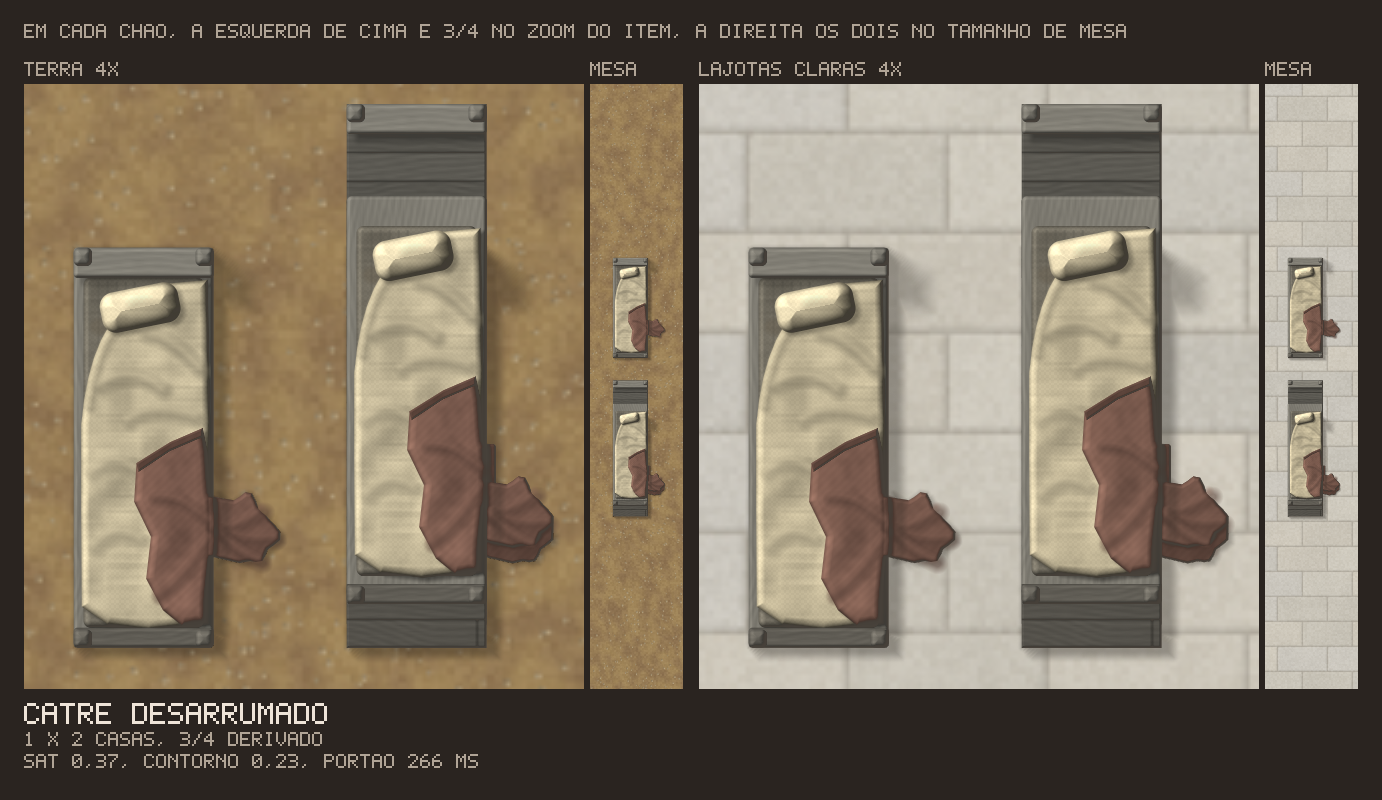 EM CADA CHAO, A ESQUERDA DE CIMA E 3/4 NO ZOOM DO ITEM, A DIREITA OS DOIS NO TAMANHO DE MESA
TERRA 4X
MESA
LAJOTAS CLARAS 4X
MESA
CATRE DESARRUMADO
1 X 2 CASAS, 3/4 DERIVADO
SAT 0,37, CONTORNO 0,23, PORTAO 266 MS